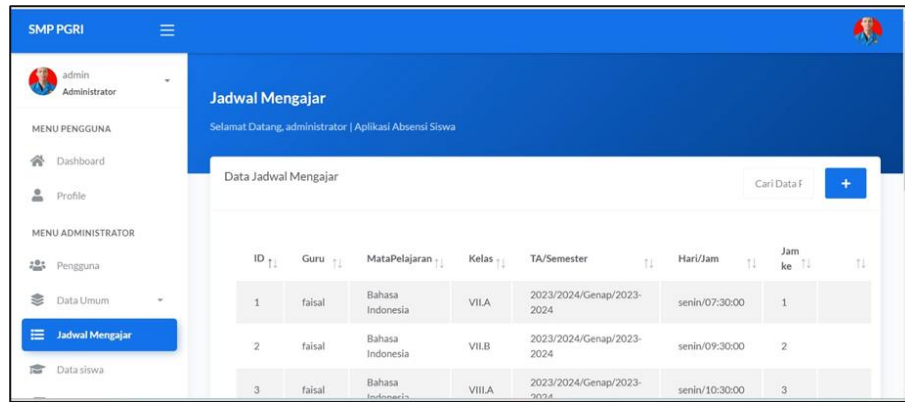 SMP PGRI
admin
Administrator
MENU PENGGUNA
Dashboard
Profile
MENU ADMINISTRATOR
Pengguna
Data Umum
Jadwal Mengajar
Data siswa
Jadwal Mengajar
Selamat Datang, administrator | Aplikasi Absensi Siswa
Data Jadwal Mengajar
Cari Data
+
ID Guru MataPelajaran Kelas TA/Semester Hari/Jam Jam ke
1 faisal Bahasa Indonesia VII.A 2023/2024/Genap/2023-2024 senin/07:30:00 1
2 faisal Bahasa Indonesia VII.B 2023/2024/Genap/2023-2024 senin/09:30:00 2
3 faisal Bahasa Indonesia VIII.A 2023/2024/Genap/2023-2024 senin/10:30:00 3